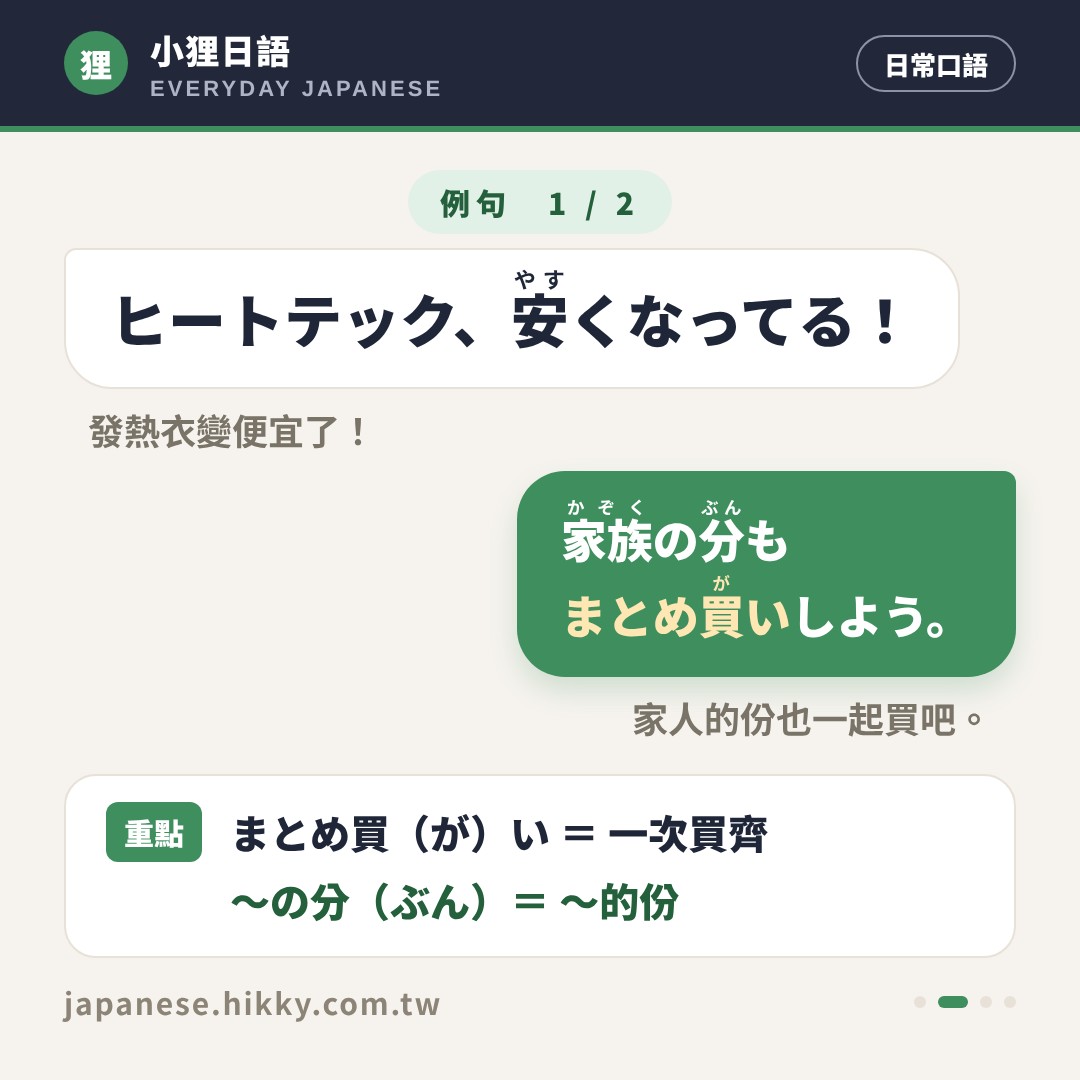 狸
小狸日語
EVERYDAY JAPANESE
日常口語
例句 1 / 2
やす
ヒートテック、安くなってる！
發熱衣變便宜了！
かぞく ぶん
家族の分も
が
まとめ買いしよう。
家人的份也一起買吧。
重點
まとめ買（が）い ＝ 一次買齊
〜の分（ぶん）＝ 〜的份
japanese.hikky.com.tw